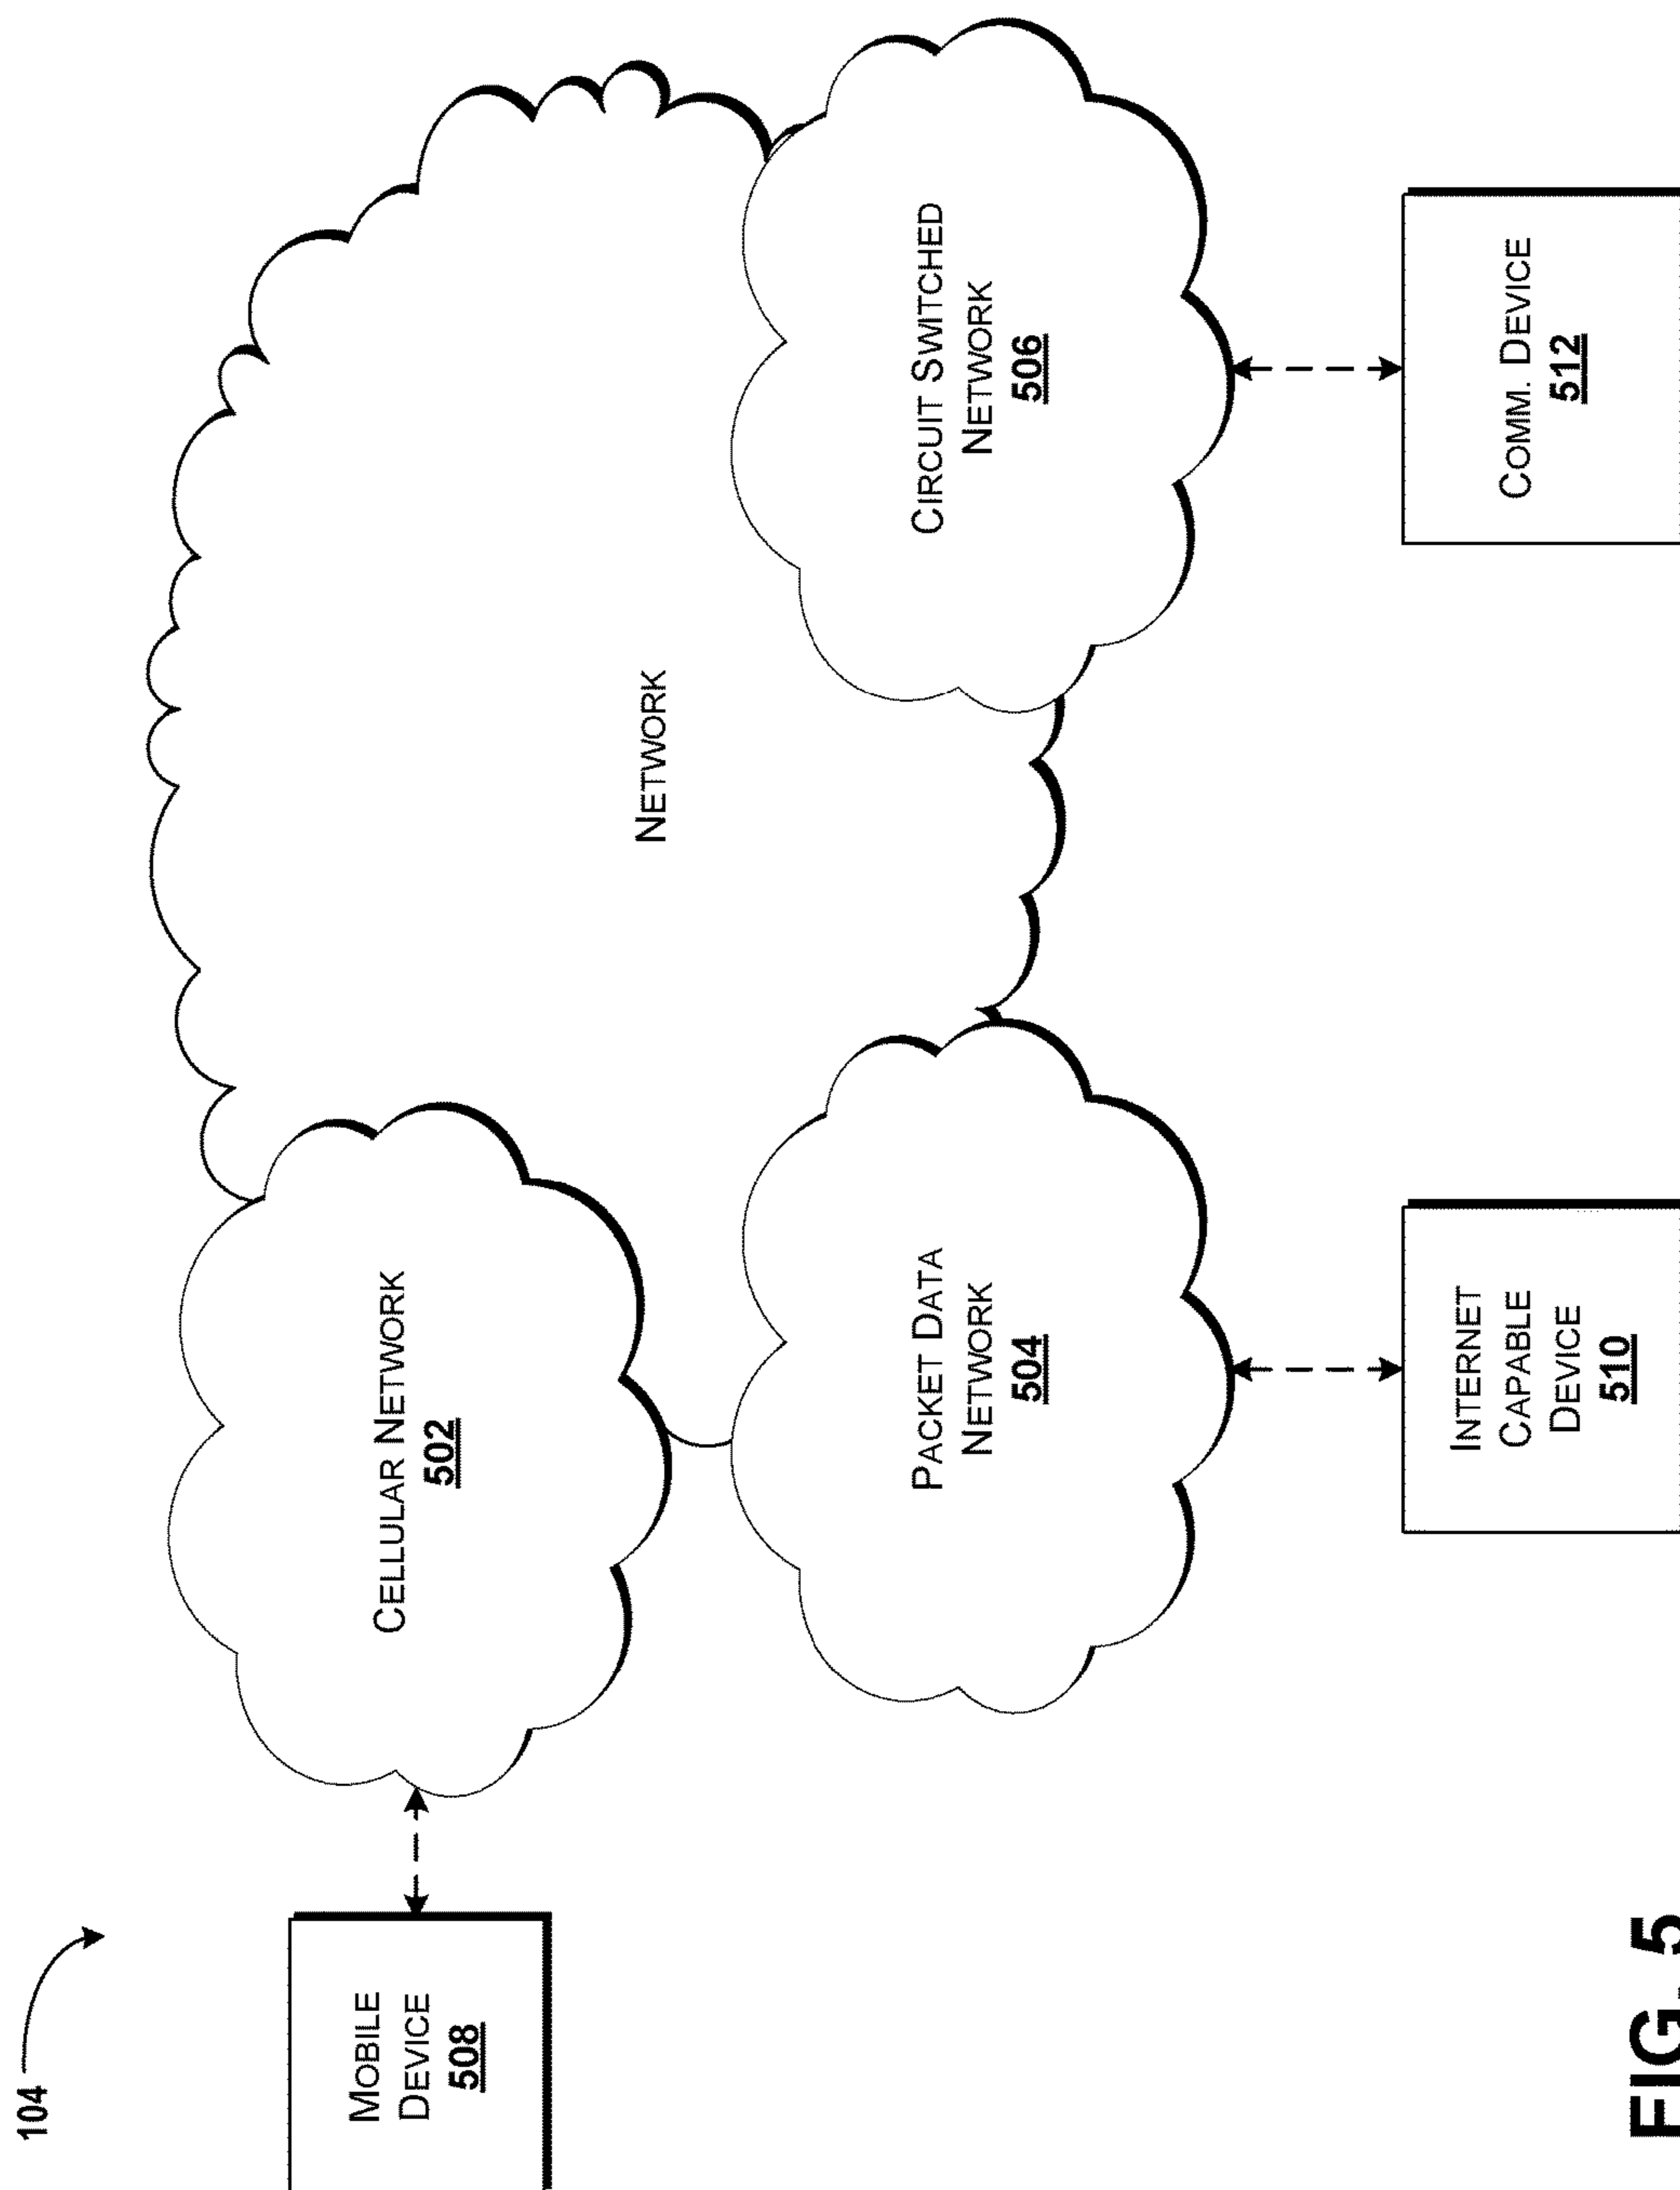 104
MOBILE
DEVICE
508
CELLULAR NETWORK
502
NETWORK
PACKET DATA
NETWORK
504
CIRCUIT SWITCHED
NETWORK
506
INTERNET
CAPABLE
DEVICE
510
COMM. DEVICE
512
FIG. 5